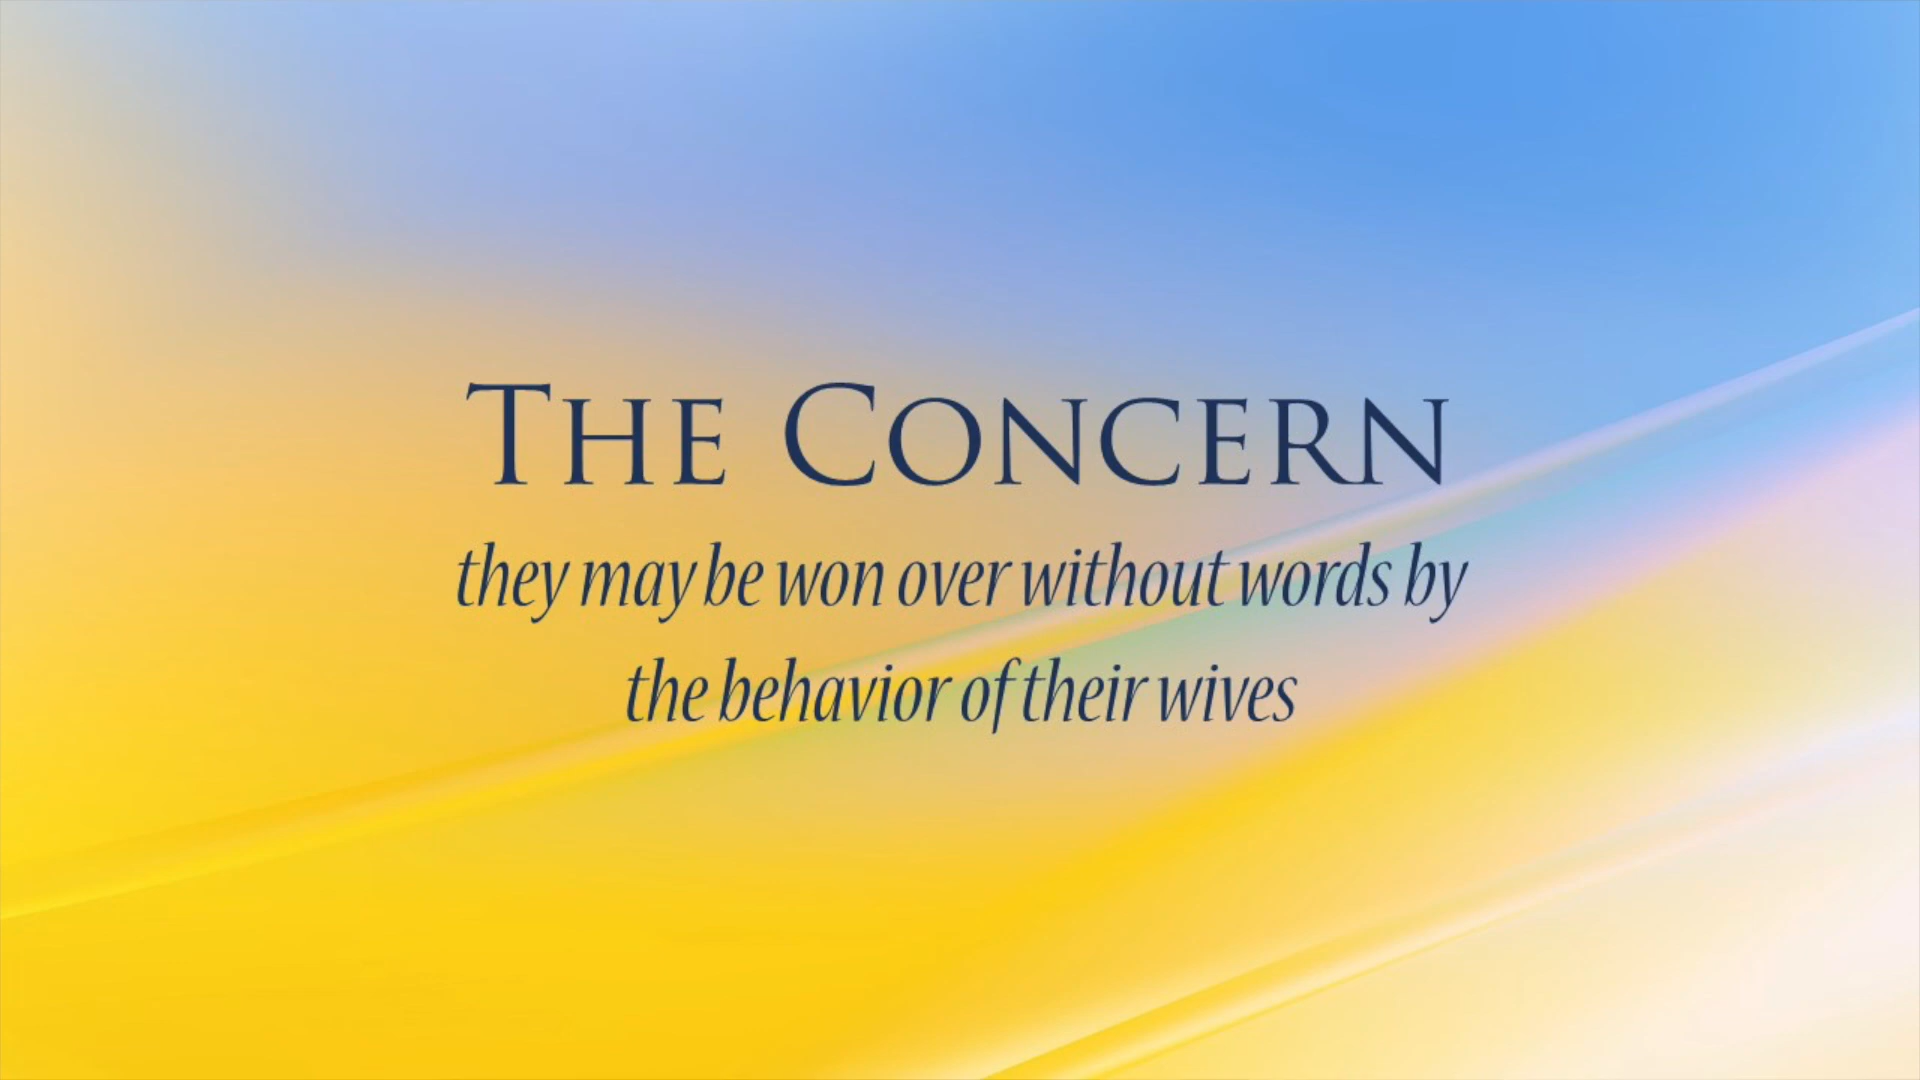 The Concern
they may be won over without words by
the behavior of their wives